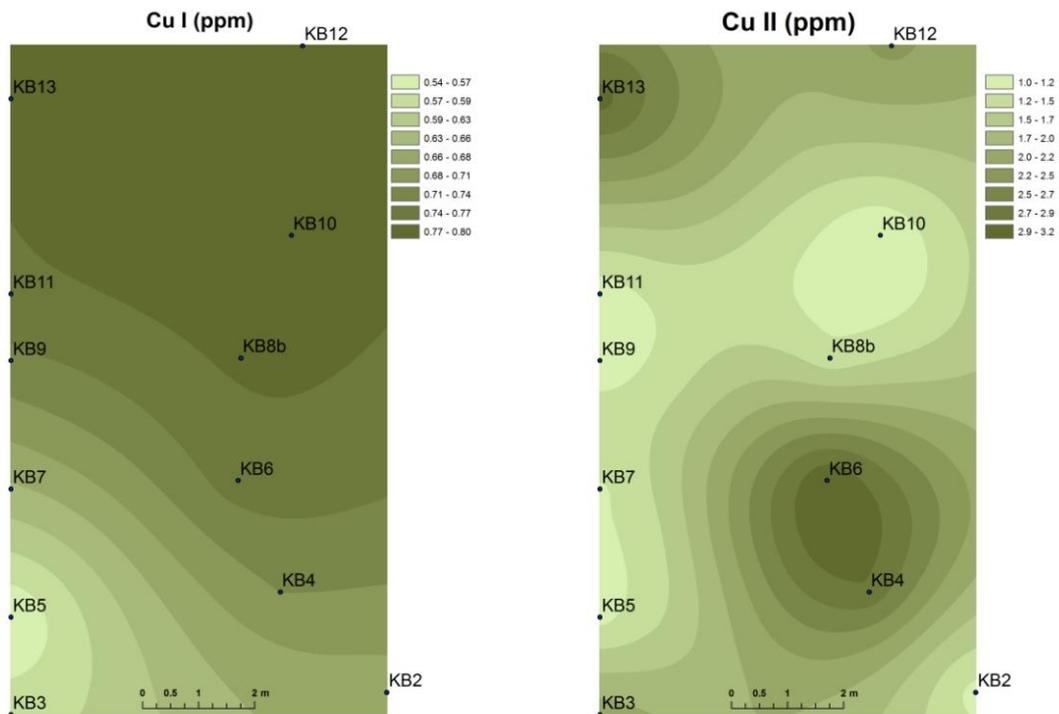 Cu I (ppm)
KB12
KB13
KB10
KB11
KB9
KB8b
KB7
KB6
KB4
KB5
KB2
KB3
0 0.5 1 2 m
0.54 - 0.57
0.57 - 0.59
0.59 - 0.63
0.63 - 0.66
0.66 - 0.68
0.68 - 0.71
0.71 - 0.74
0.74 - 0.77
0.77 - 0.80
Cu II (ppm)
KB12
KB13
KB10
KB11
KB9
KB8b
KB7
KB6
KB4
KB5
KB2
KB3
0 0.5 1 2 m
1.0 - 1.2
1.2 - 1.5
1.5 - 1.7
1.7 - 2.0
2.0 - 2.2
2.2 - 2.5
2.5 - 2.7
2.7 - 2.9
2.9 - 3.2